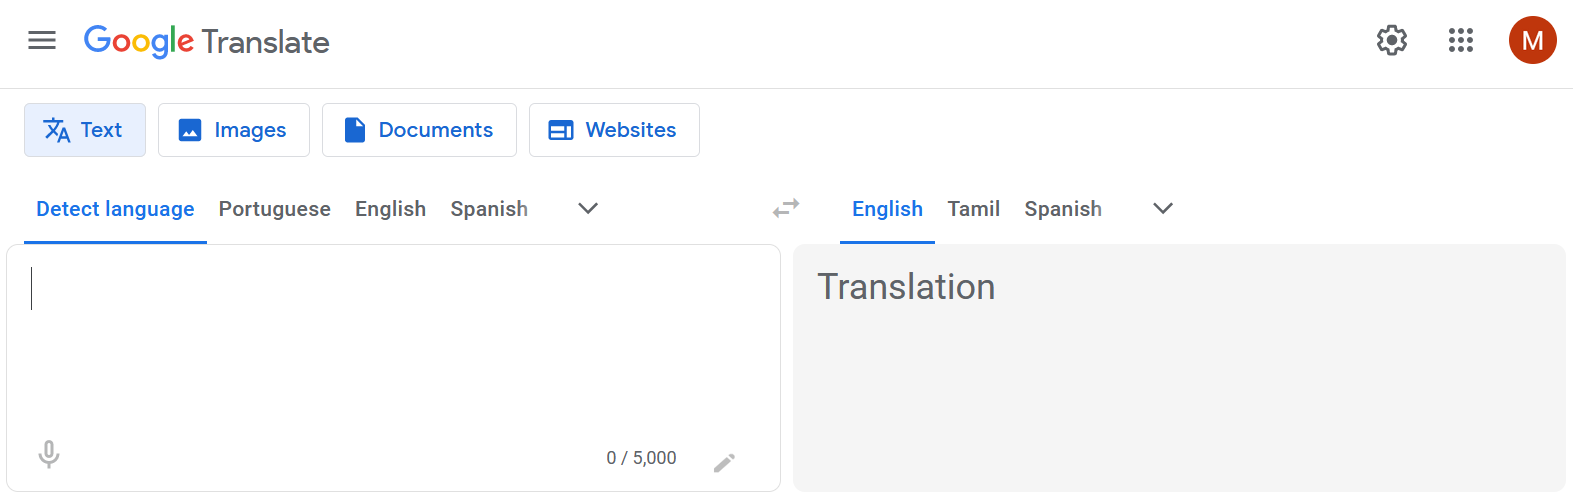 Google Translate
M
Text Images Documents Websites
Detect language Portuguese English Spanish English Tamil Spanish
Translation
0 / 5,000